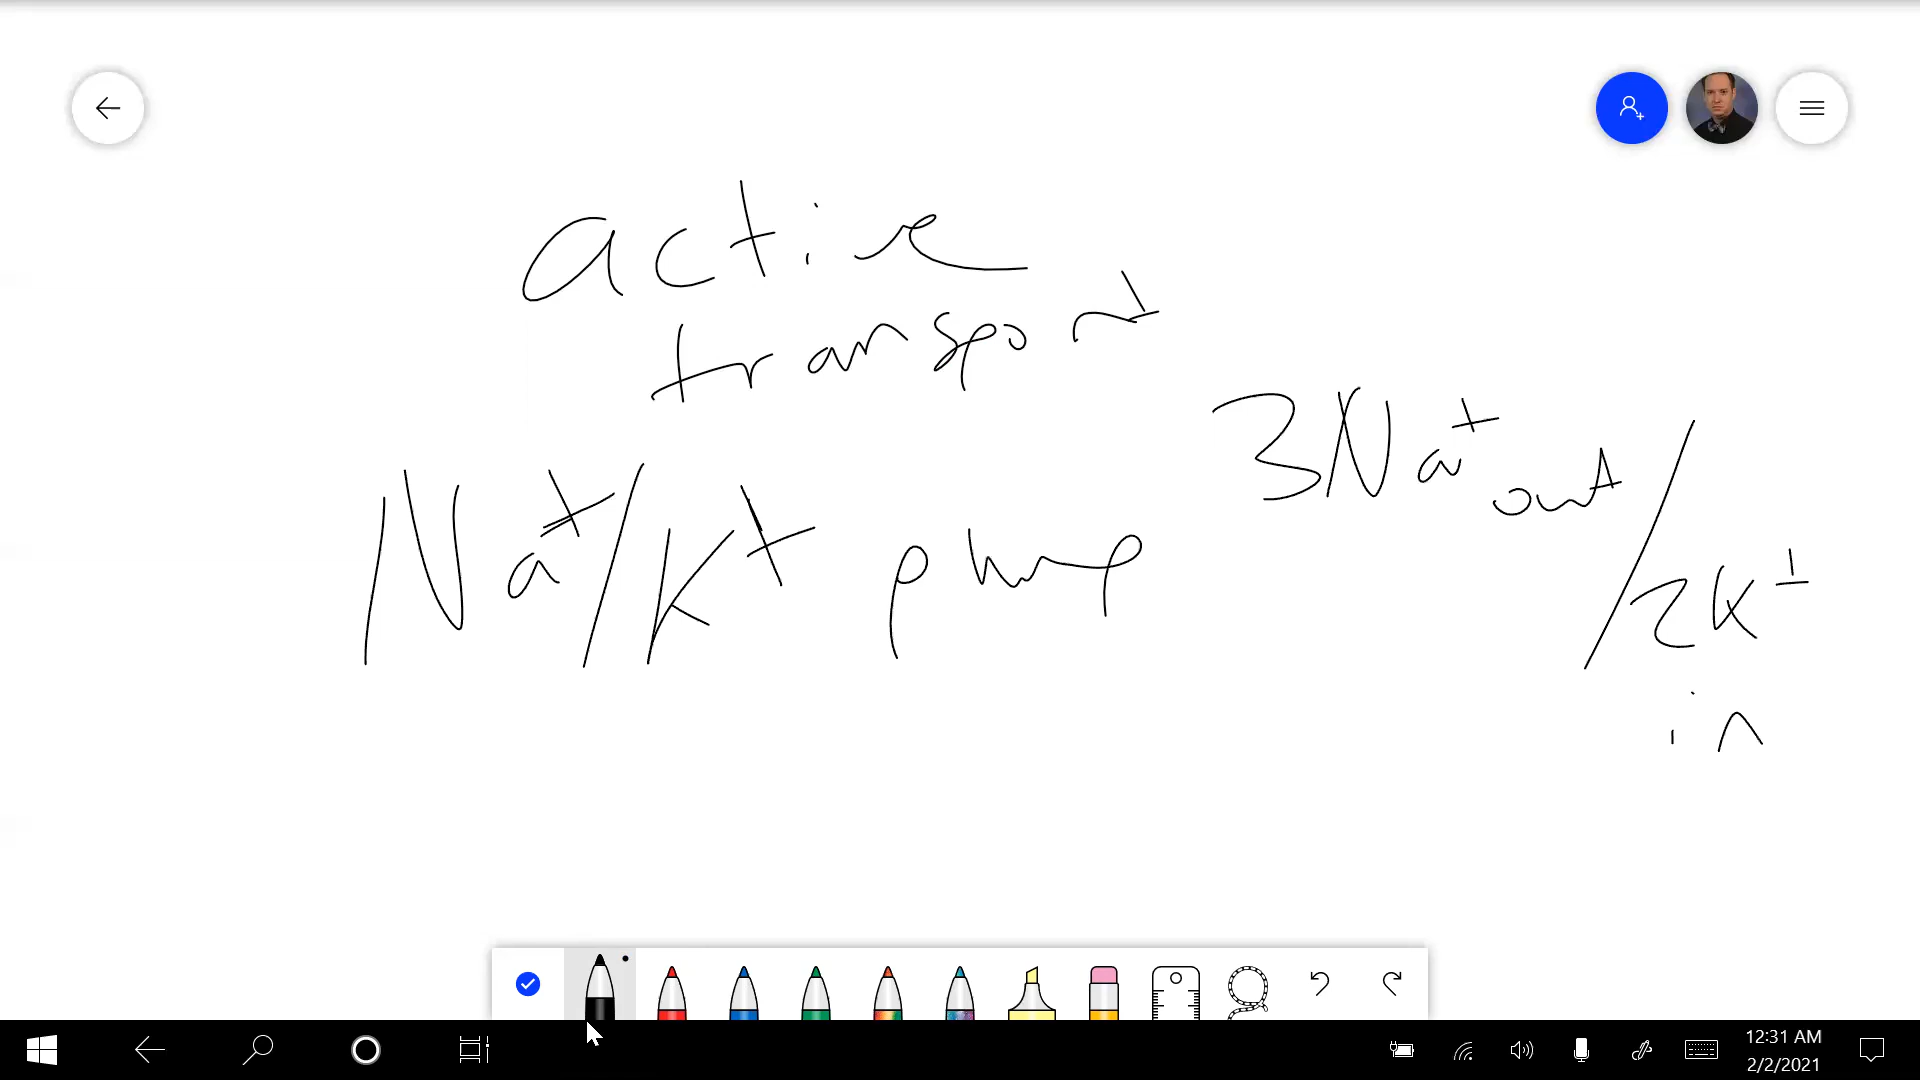 active
transport
Na⁺/K⁺ pump
3Na⁺ out/
2K⁺
in
12:31 AM
2/2/2021